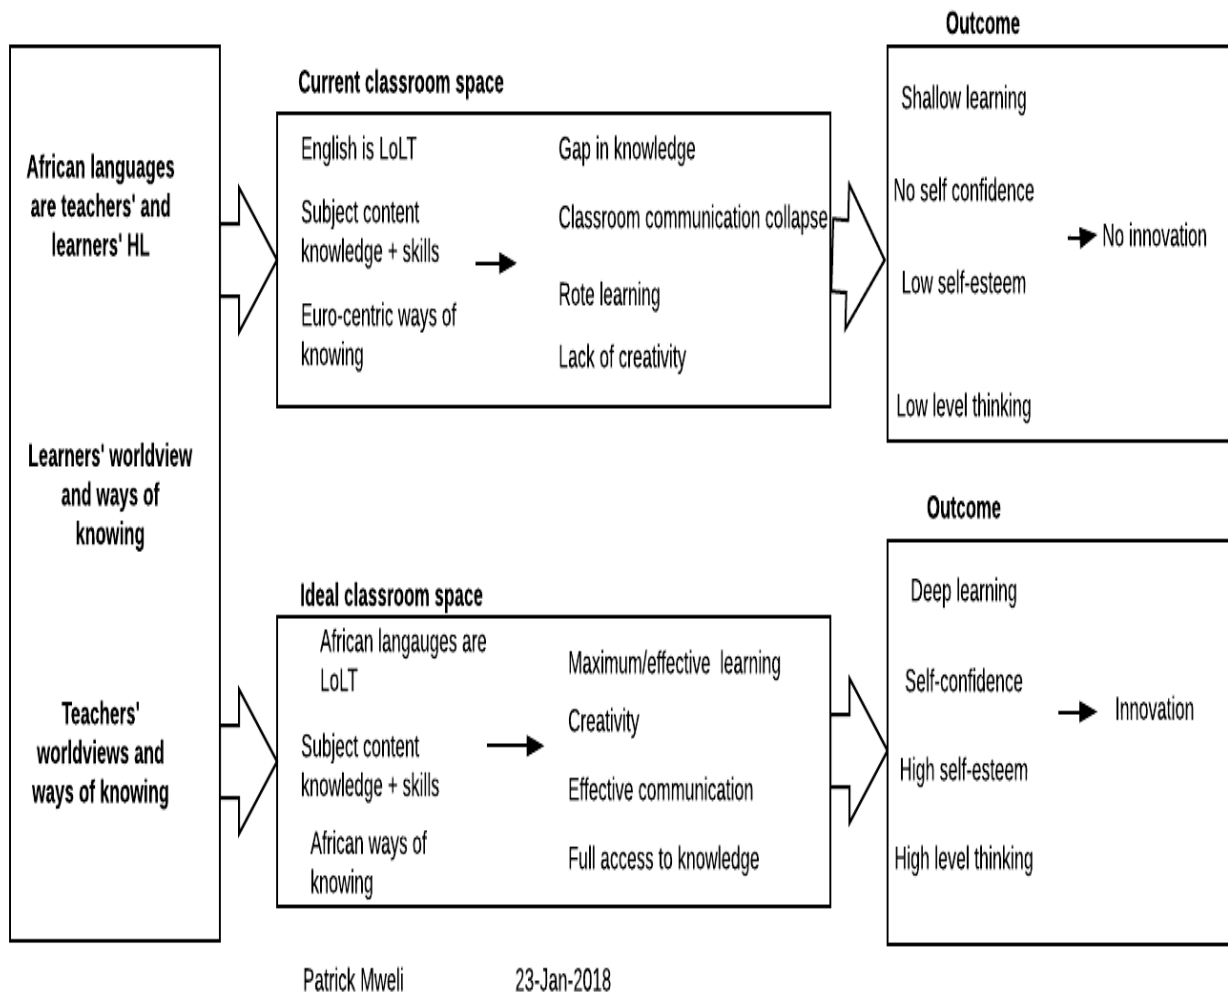 African languages
are teachers' and
learners' HL
Learners' worldview
and ways of
knowing
Teachers'
worldviews and
ways of knowing
Current classroom space
English is LoLT
Subject content
knowledge + skills
Euro-centric ways of
knowing
Gap in knowledge
Classroom communication collapse
Rote learning
Lack of creativity
Outcome
Shallow learning
No self confidence
Low self-esteem
Low level thinking
No innovation
Ideal classroom space
African langauges are
LoLT
Subject content
knowledge + skills
African ways of
knowing
Maximum/effective learning
Creativity
Effective communication
Full access to knowledge
Outcome
Deep learning
Self-confidence
High self-esteem
High level thinking
Innovation
Patrick Mweli 23-Jan-2018